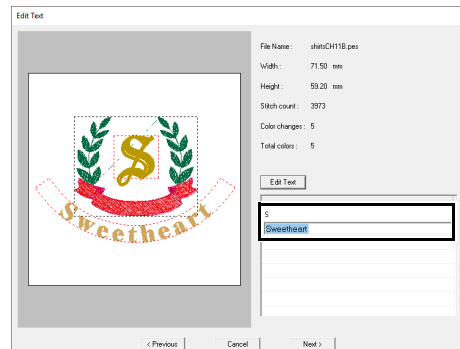 Edit Text
File Name : shirtsCH11B.pes
Width : 71.50 mm
Height : 59.20 mm
Stitch count : 3973
Color changes : 5
Total colors : 5
Edit Text
S
Sweetheart
S
Sweetheart
< Previous
Cancel
Next >